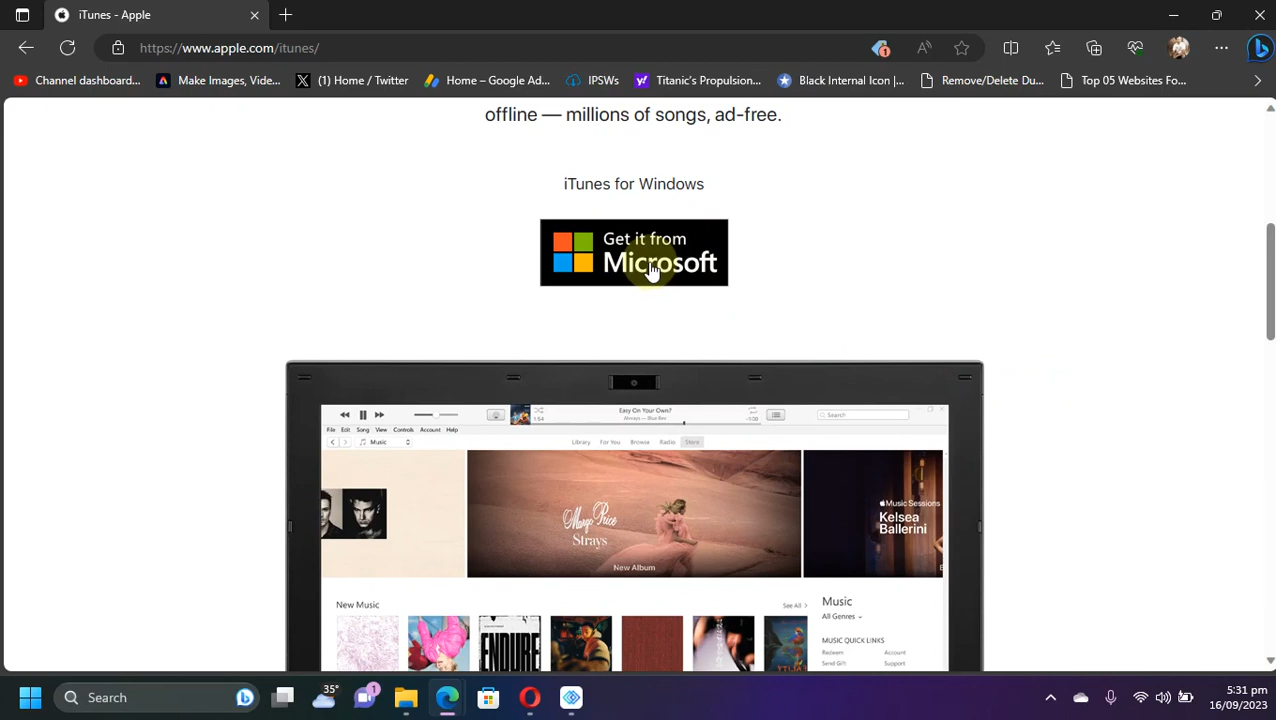 iTunes - Apple
https://www.apple.com/itunes/
1
Channel dashboard...
Make Images, Vide...
(1) Home / Twitter
Home – Google Ad...
IPSWs
Titanic's Propulsion...
Black Internal Icon |...
Remove/Delete Du...
Top 05 Websites Fo...
offline — millions of songs, ad-free.
iTunes for Windows
Get it from
Microsoft
Easy On Your Own?
1:54
File Edit Song View Controls Account Help
Search
Music
Library For You Browse Radio Store
Margo Price
Strays
New Album
Music Sessions
Kelsea
Ballerini
New Music
See All >
Music
All Genres
MUSIC QUICK LINKS
Redeem Account
Send Gift Support
ENDURE
Search
35°
1
5:31 pm
16/09/2023